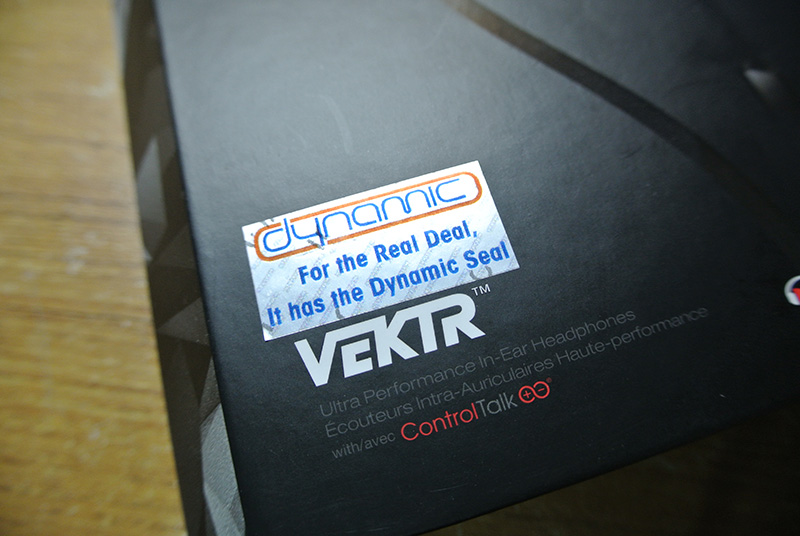 dynamic
For the Real Deal,
It has the Dynamic Seal
VEKTR™
Ultra Performance In-Ear Headphones
Écouteurs Intra-Auriculaires Haute-performance
with/avec ControlTalk